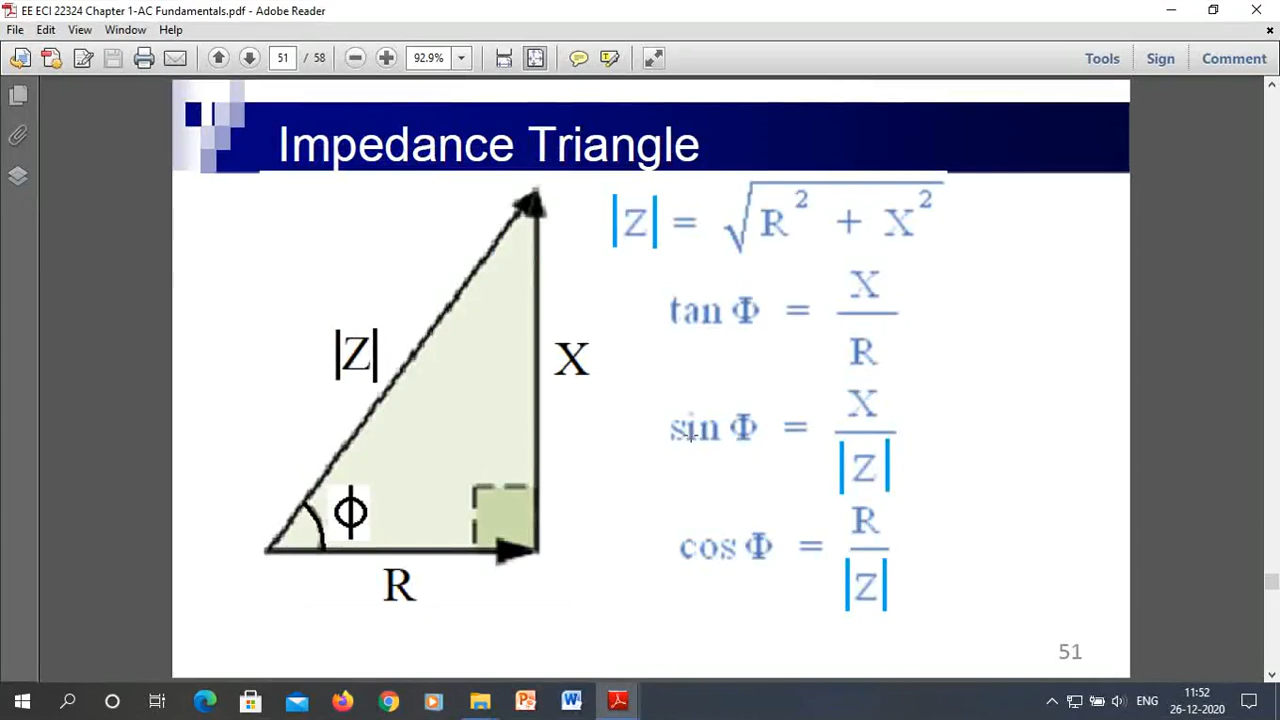 EE ECI 22324 Chapter 1-AC Fundamentals.pdf - Adobe Reader
File Edit View Window Help
51 / 58 92.9% Tools Sign Comment
Impedance Triangle
|Z| = √R² + X²
tan Φ = X / R
|Z| X
sin Φ = X / |Z|
ϕ
cos Φ = R / |Z|
R
51
ENG 11:52
26-12-2020